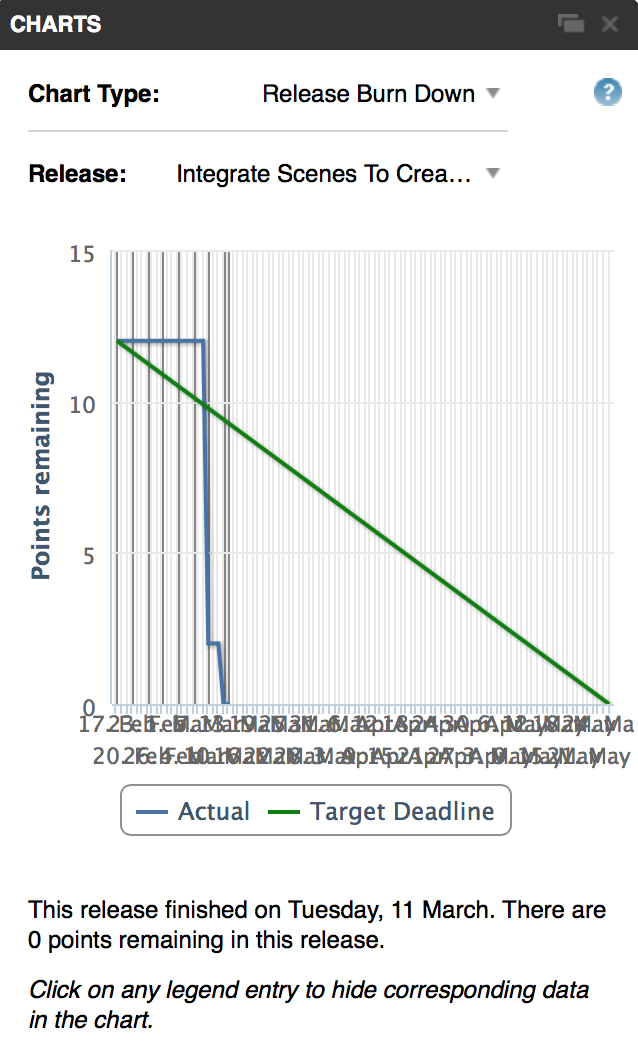 CHARTS
Chart Type: Release Burn Down
Release: Integrate Scenes To Crea…
15
10
5
0
Points remaining
Actual Target Deadline
This release finished on Tuesday, 11 March. There are
0 points remaining in this release.
Click on any legend entry to hide corresponding data
in the chart.